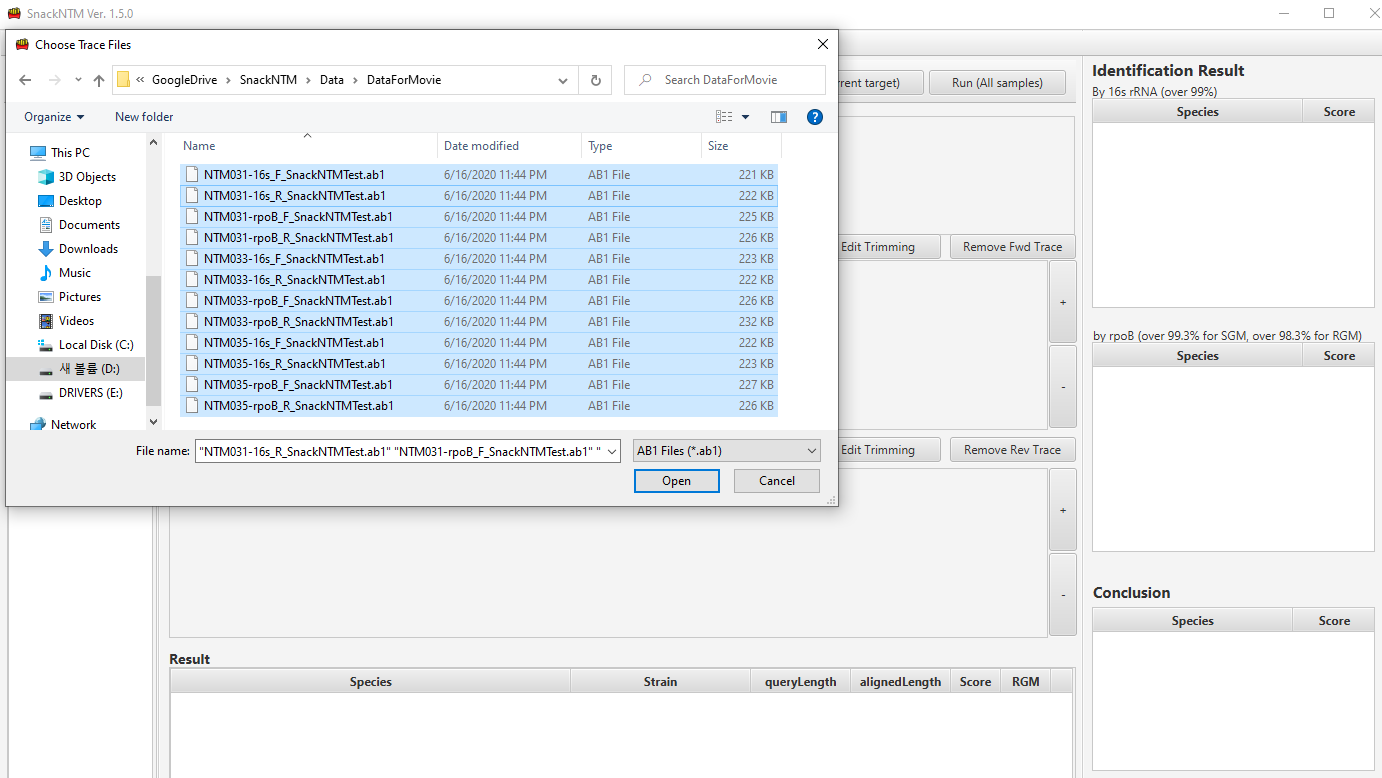 SnackNTM Ver. 1.5.0
Choose Trace Files
« GoogleDrive › SnackNTM › Data › DataForMovie
Search DataForMovie
Organize
New folder
This PC
3D Objects
Desktop
Documents
Downloads
Music
Pictures
Videos
Local Disk (C:)
새 볼륨 (D:)
DRIVERS (E:)
Network
Name Date modified Type Size
NTM031-16s_F_SnackNTMTest.ab1 6/16/2020 11:44 PM AB1 File 221 KB
NTM031-16s_R_SnackNTMTest.ab1 6/16/2020 11:44 PM AB1 File 222 KB
NTM031-rpoB_F_SnackNTMTest.ab1 6/16/2020 11:44 PM AB1 File 225 KB
NTM031-rpoB_R_SnackNTMTest.ab1 6/16/2020 11:44 PM AB1 File 226 KB
NTM033-16s_F_SnackNTMTest.ab1 6/16/2020 11:44 PM AB1 File 223 KB
NTM033-16s_R_SnackNTMTest.ab1 6/16/2020 11:44 PM AB1 File 222 KB
NTM033-rpoB_F_SnackNTMTest.ab1 6/16/2020 11:44 PM AB1 File 226 KB
NTM033-rpoB_R_SnackNTMTest.ab1 6/16/2020 11:44 PM AB1 File 232 KB
NTM035-16s_F_SnackNTMTest.ab1 6/16/2020 11:44 PM AB1 File 222 KB
NTM035-16s_R_SnackNTMTest.ab1 6/16/2020 11:44 PM AB1 File 223 KB
NTM035-rpoB_F_SnackNTMTest.ab1 6/16/2020 11:44 PM AB1 File 227 KB
NTM035-rpoB_R_SnackNTMTest.ab1 6/16/2020 11:44 PM AB1 File 226 KB
File name: "NTM031-16s_R_SnackNTMTest.ab1" "NTM031-rpoB_F_SnackNTMTest.ab1" "
AB1 Files (*.ab1)
Open
Cancel
rent target)
Run (All samples)
Edit Trimming
Remove Fwd Trace
+
-
Edit Trimming
Remove Rev Trace
+
-
Result
Species Strain queryLength alignedLength Score RGM
Identification Result
By 16s rRNA (over 99%)
Species Score
by rpoB (over 99.3% for SGM, over 98.3% for RGM)
Species Score
Conclusion
Species Score